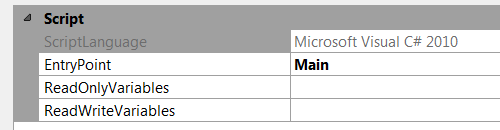 Script
ScriptLanguage Microsoft Visual C# 2010
EntryPoint Main
ReadOnlyVariables
ReadWriteVariables